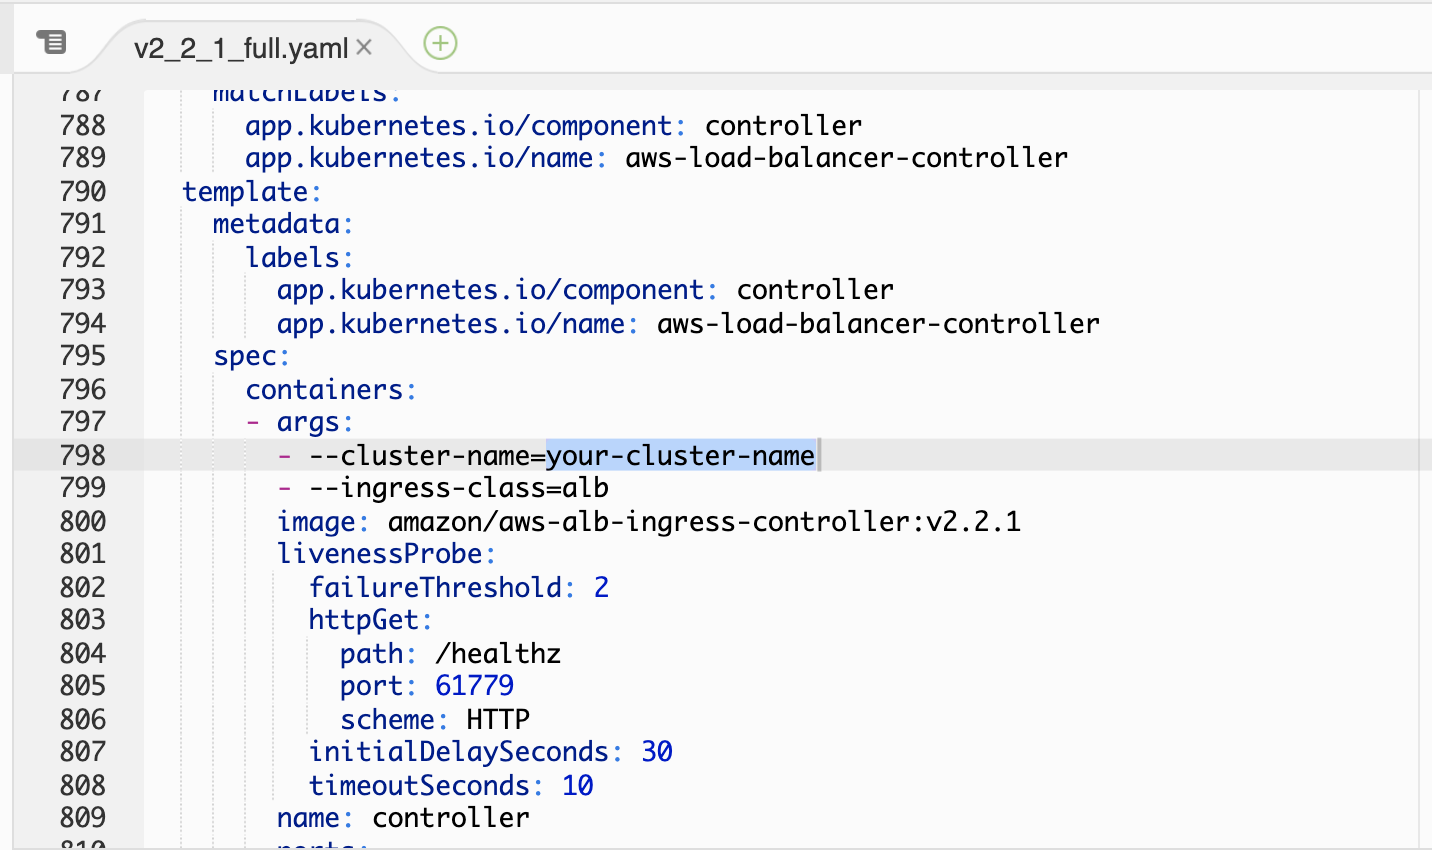 v2_2_1_full.yaml
787 matchLabels:
788 app.kubernetes.io/component: controller
789 app.kubernetes.io/name: aws-load-balancer-controller
790 template:
791 metadata:
792 labels:
793 app.kubernetes.io/component: controller
794 app.kubernetes.io/name: aws-load-balancer-controller
795 spec:
796 containers:
797 - args:
798 - --cluster-name=your-cluster-name
799 - --ingress-class=alb
800 image: amazon/aws-alb-ingress-controller:v2.2.1
801 livenessProbe:
802 failureThreshold: 2
803 httpGet:
804 path: /healthz
805 port: 61779
806 scheme: HTTP
807 initialDelaySeconds: 30
808 timeoutSeconds: 10
809 name: controller
810 ports: